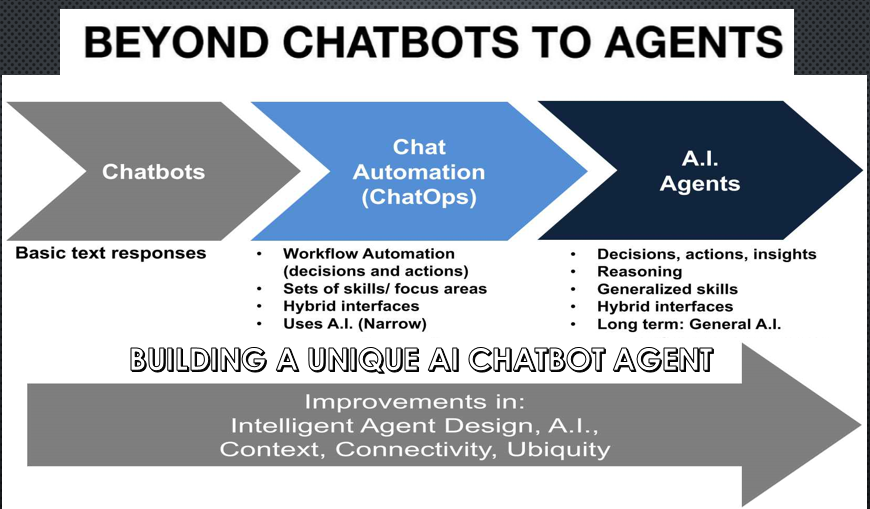 BEYOND CHATBOTS TO AGENTS
Chatbots
Basic text responses
Chat
Automation
(ChatOps)
• Workflow Automation
(decisions and actions)
• Sets of skills/ focus areas
• Hybrid interfaces
• Uses A.I. (Narrow)
A.I.
Agents
• Decisions, actions, insights
• Reasoning
• Generalized skills
• Hybrid interfaces
• Long term: General A.I.
BUILDING A UNIQUE AI CHATBOT AGENT
Improvements in:
Intelligent Agent Design, A.I.,
Context, Connectivity, Ubiquity